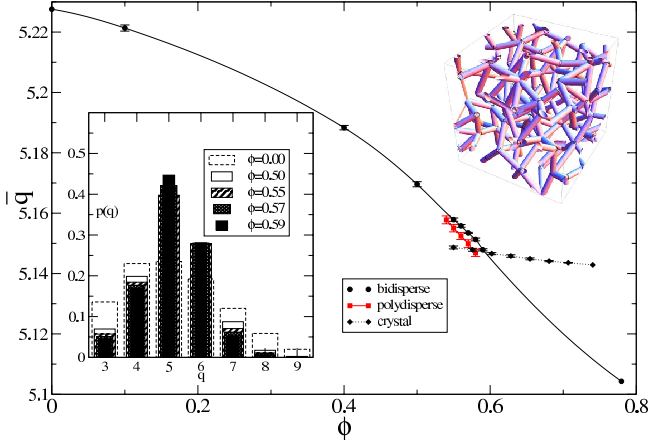 5.22
5.2
5.18
5.16
5.14
5.12
5.1
q
0
0.2
0.4
0.6
0.8
ϕ
0.5
0.4
0.3
0.2
0.1
0
p(q)
ϕ=0.00
ϕ=0.50
ϕ=0.55
ϕ=0.57
ϕ=0.59
3 4 5 6 7 8 9
q
bidisperse
polydisperse
crystal